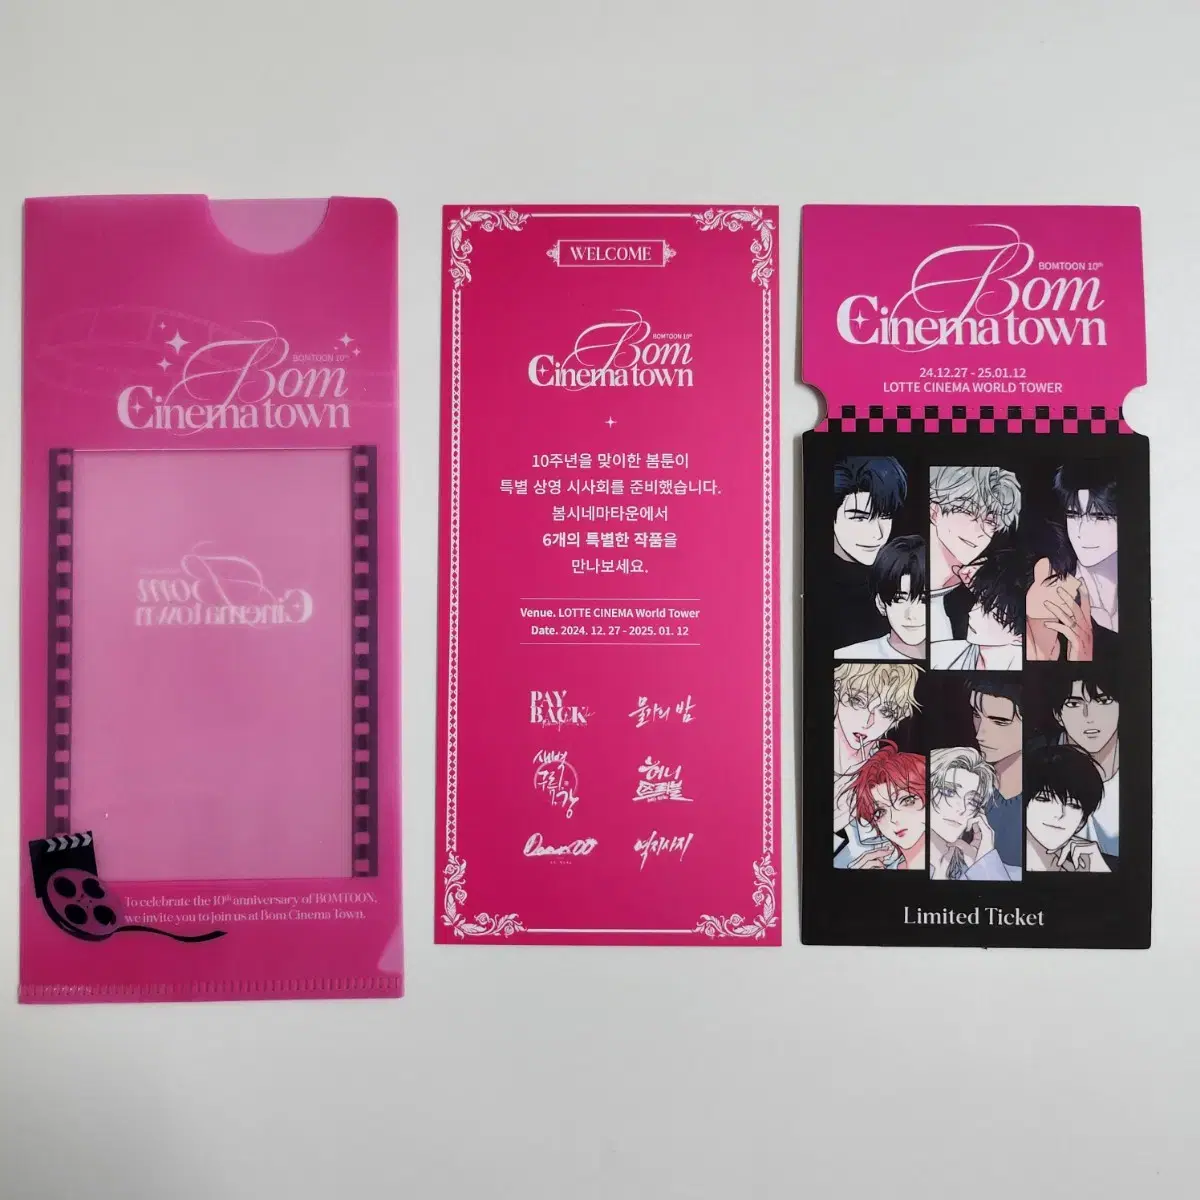 BOMTOON 10th
Bom
Cinema town
Bom
Cinema town
To celebrate the 10th anniversary of BOMTOON,
we invite you to join us at Bom Cinema Town.
WELCOME
BOMTOON 10th
Bom
Cinema town
10주년을 맞이한 봄툰이
특별 상영 시사회를 준비했습니다.
봄시네마타운에서
6개의 특별한 작품을
만나보세요.
Venue. LOTTE CINEMA World Tower
Date. 2024. 12. 27 - 2025. 01. 12
PAY
BACK
물가의 밤
새벽
구름,
강
허니
트러블
역지사지
BOMTOON 10th
Bom
Cinema town
24.12.27 - 25.01.12
LOTTE CINEMA WORLD TOWER
Limited Ticket